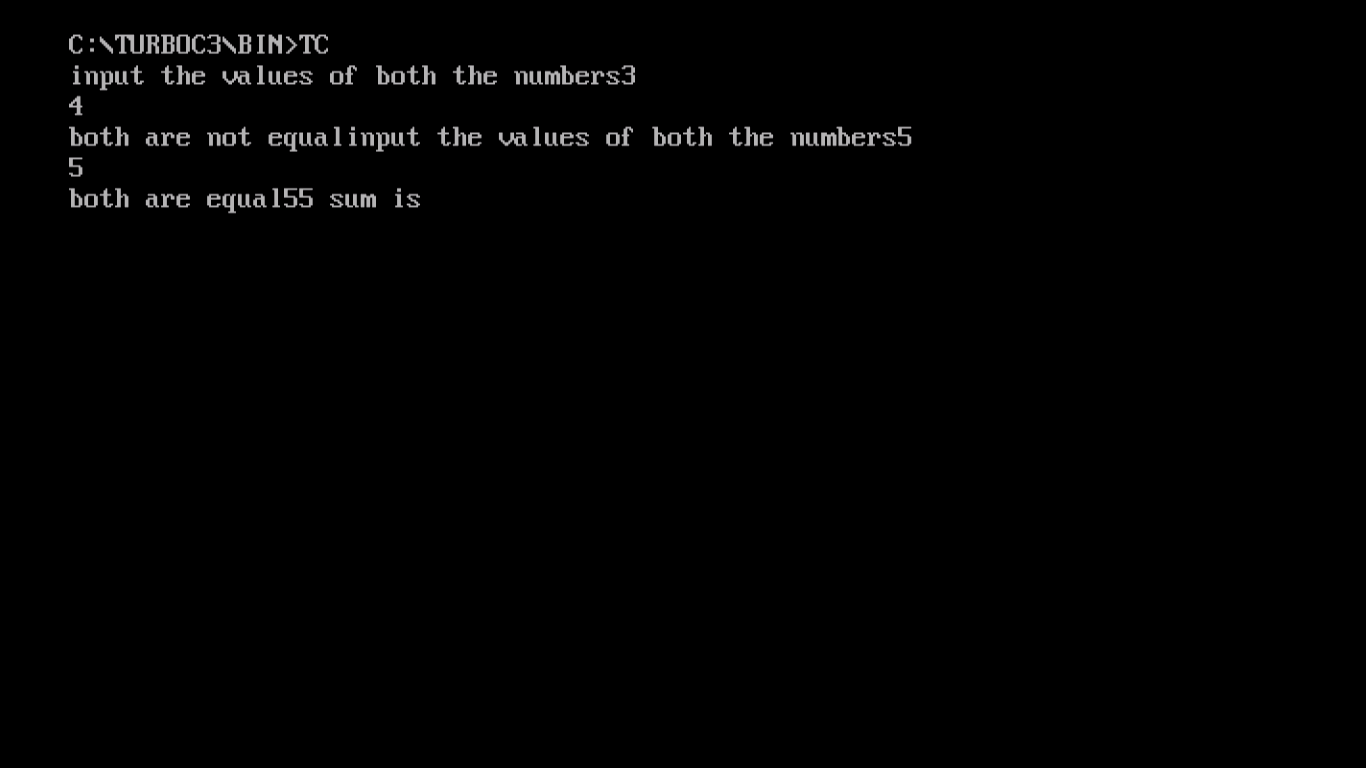 C:\TURBOC3\BIN>TC
input the values of both the numbers3
4
both are not equalinput the values of both the numbers5
5
both are equal55 sum is